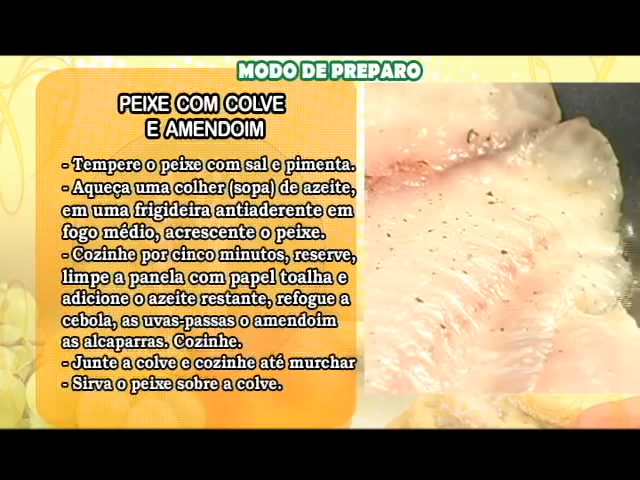 MODO DE PREPARO
PEIXE COM COLVE
E AMENDOIM
- Tempere o peixe com sal e pimenta.
- Aqueça uma colher (sopa) de azeite,
em uma frigideira antiaderente em
fogo médio, acrescente o peixe.
- Cozinhe por cinco minutos, reserve,
limpe a panela com papel toalha e
adicione o azeite restante, refogue a
cebola, as uvas-passas o amendoim
as alcaparras. Cozinhe.
- Junte a colve e cozinhe até murchar
- Sirva o peixe sobre a colve.